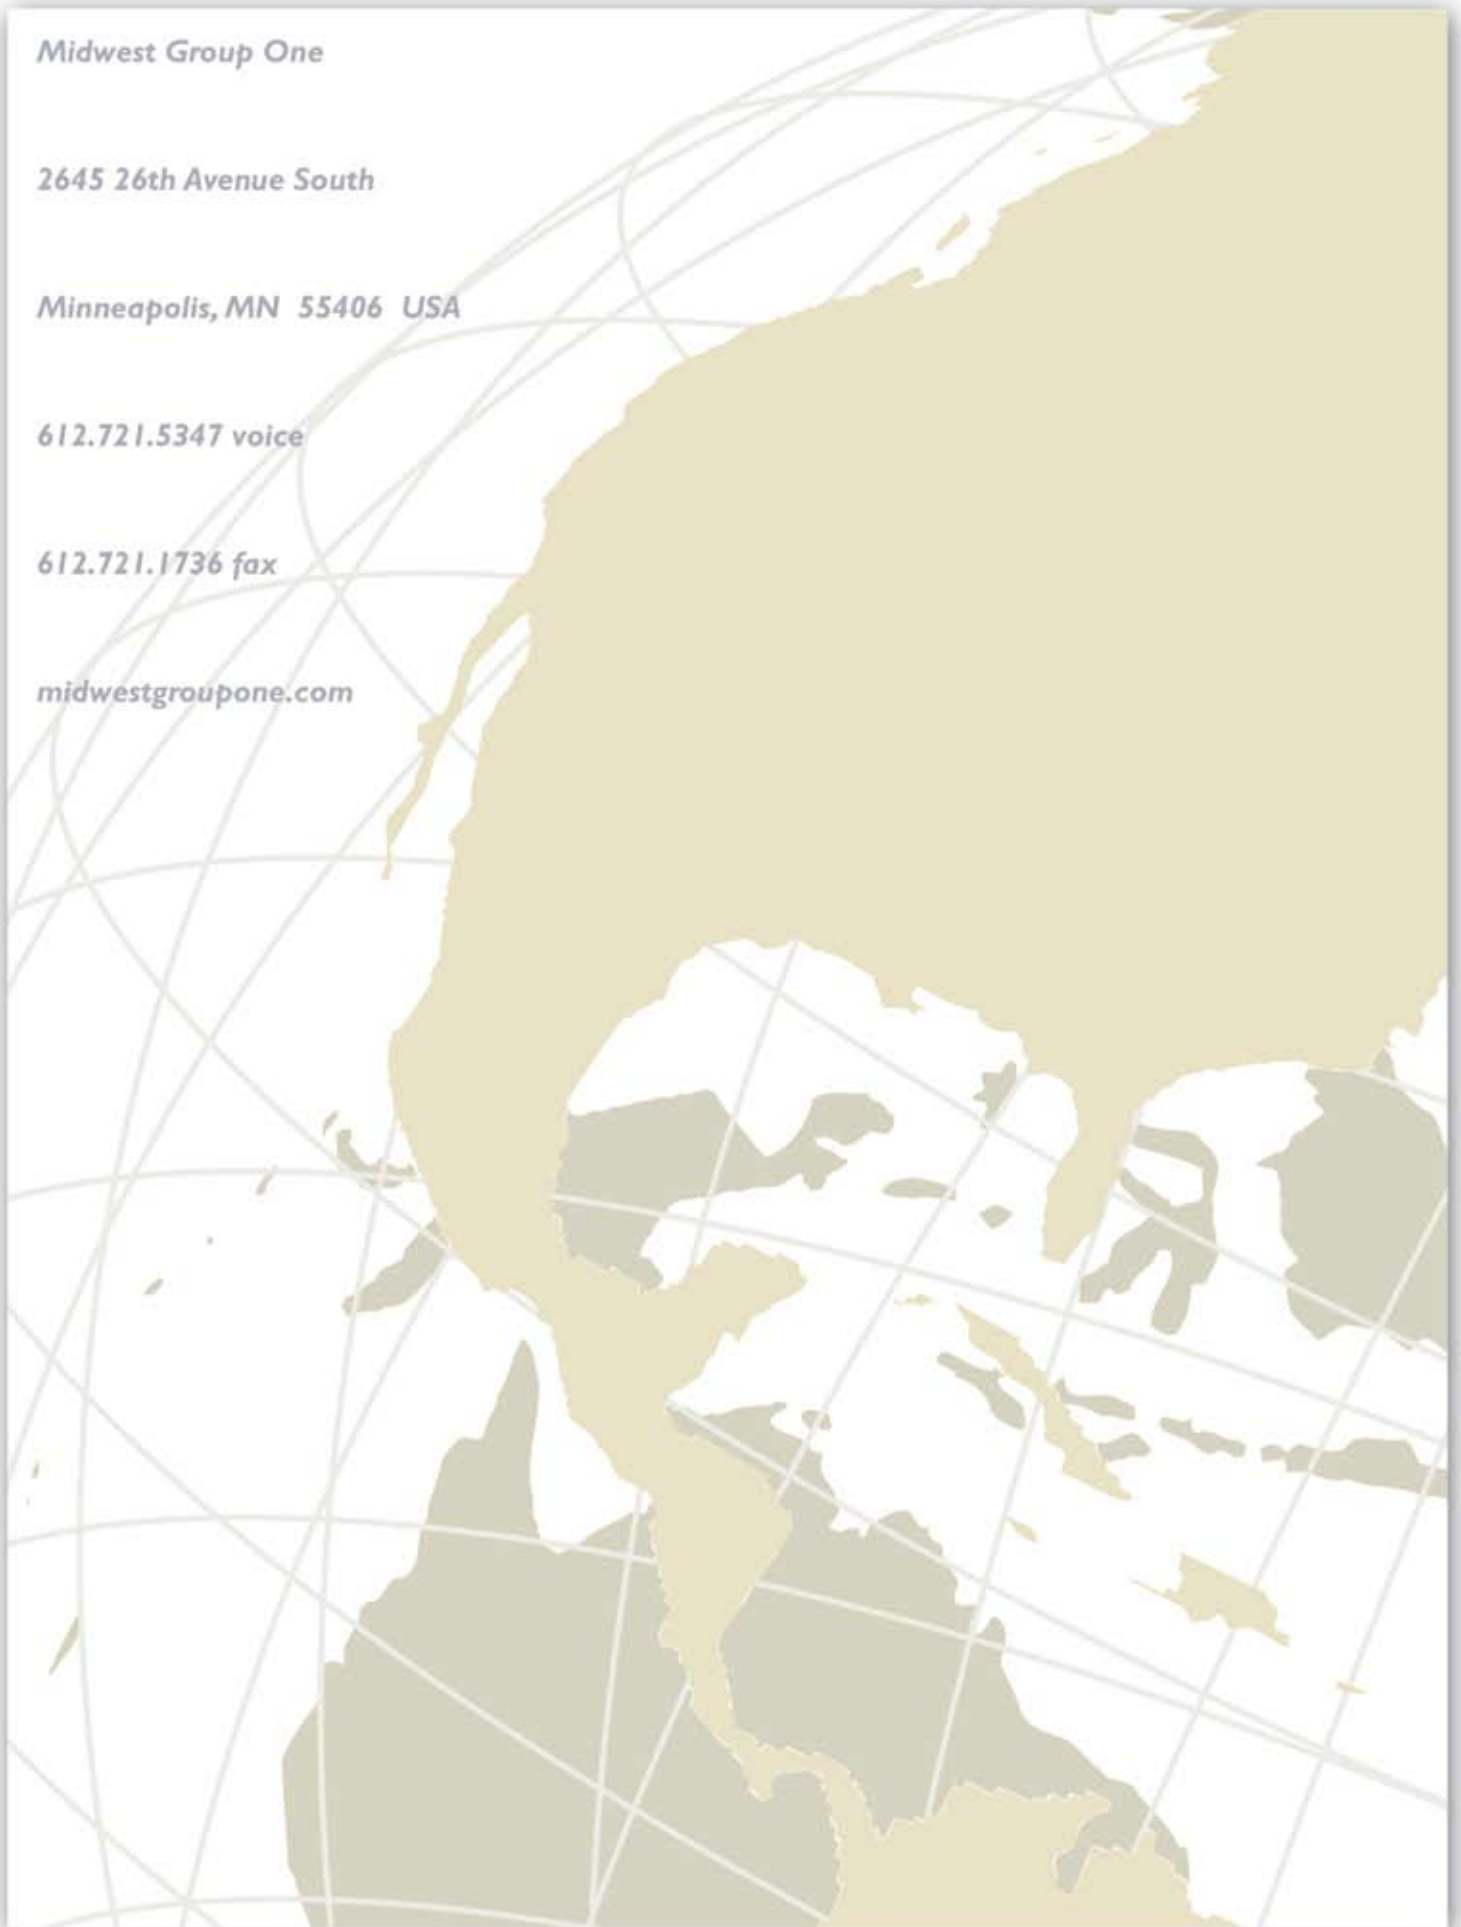 Midwest Group One
2645 26th Avenue South
Minneapolis, MN  55406  USA
612.721.5347 voice
612.721.1736 fax
midwestgroupone.com